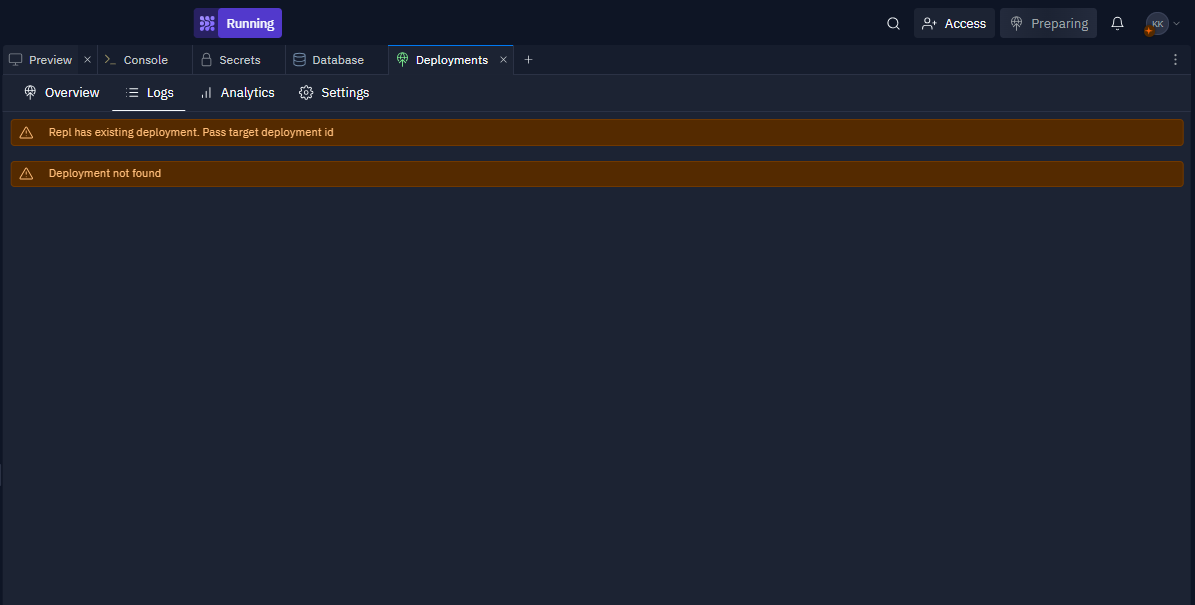 Running
Access Preparing KK
Preview Console Secrets Database Deployments
Overview Logs Analytics Settings
Repl has existing deployment. Pass target deployment id
Deployment not found